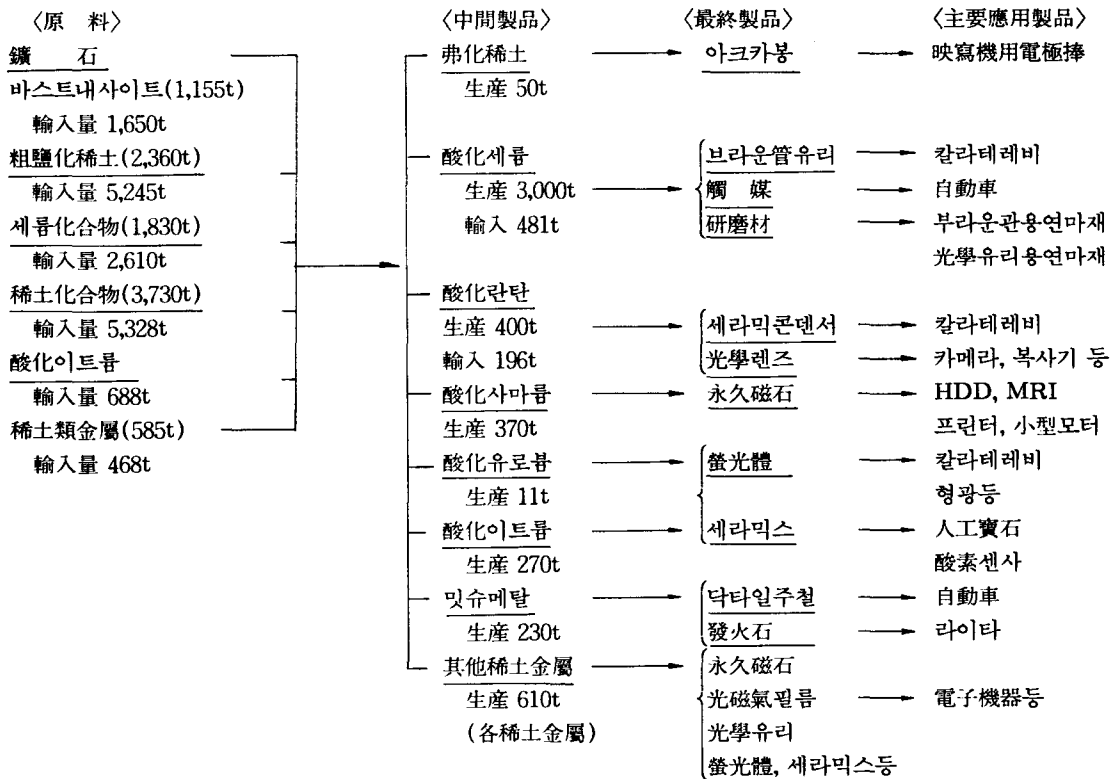 〈原 料〉
鑛 石
바스트내사이트(1,155t)
輸入量 1,650t
粗鹽化稀土(2,360t)
輸入量 5,245t
세륨化合物(1,830t)
輸入量 2,610t
稀土化合物(3,730t)
輸入量 5,328t
酸化이트륨
輸入量 688t
稀土類金屬(585t)
輸入量 468t
〈中間製品〉
弗化稀土
生産 50t
酸化세륨
生産 3,000t
輸入 481t
酸化란탄
生産 400t
輸入 196t
酸化사마륨
生産 370t
酸化유로븀
生産 11t
酸化이트륨
生産 270t
밋슈메탈
生産 230t
其他稀土金屬
生産 610t
(各稀土金屬)
〈最終製品〉
아크카봉
브라운管유리
觸 媒
硏磨材
세라믹콘덴서
光學렌즈
永久磁石
螢光體
세라믹스
닥타일주철
發火石
永久磁石
光磁氣필름
光學유리
螢光體, 세라믹스등
〈主要應用製品〉
映寫機用電極捧
칼라테레비
自動車
부라운관용연마재
光學유리용연마재
칼라테레비
카메라, 복사기 등
HDD, MRI
프린터, 小型모터
칼라테레비
형광등
人工寶石
酸素센사
自動車
라이타
電子機器등